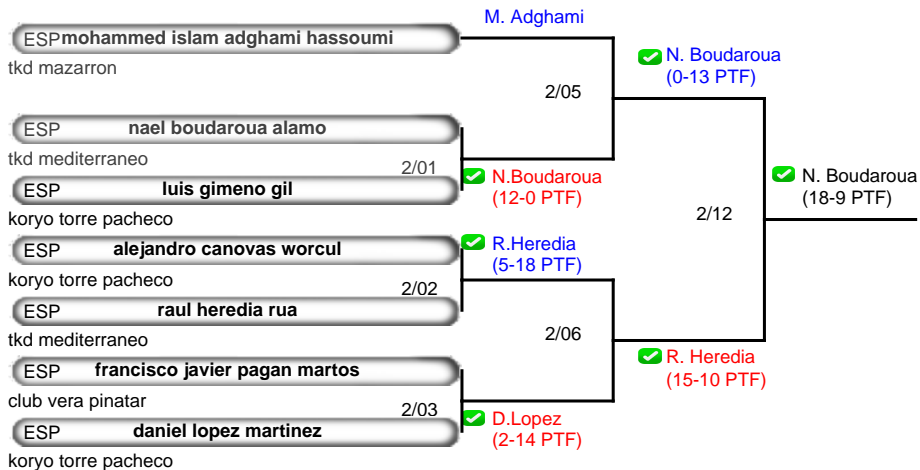 M. Adghami
ESP mohammed islam adghami hassoumi
tkd mazarron
N. Boudaroua
(0-13 PTF)
2/05
ESP nael boudaroua alamo
tkd mediterraneo
2/01
ESP luis gimeno gil
koryo torre pacheco
N.Boudaroua
(12-0 PTF)
N. Boudaroua
(18-9 PTF)
2/12
ESP alejandro canovas worcul
koryo torre pacheco
R.Heredia
(5-18 PTF)
2/02
ESP raul heredia rua
tkd mediterraneo
2/06
R. Heredia
(15-10 PTF)
ESP francisco javier pagan martos
club vera pinatar
2/03
ESP daniel lopez martinez
koryo torre pacheco
D.Lopez
(2-14 PTF)